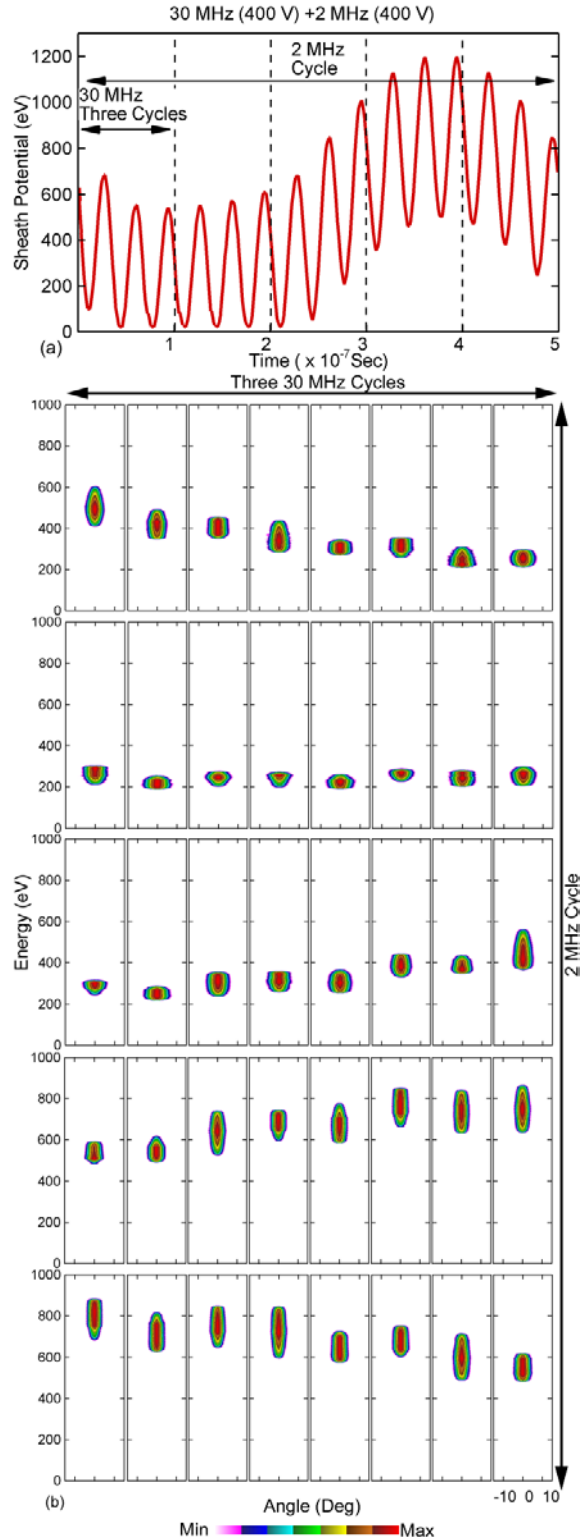 30 MHz (400 V) +2 MHz (400 V)
1200
1000
800
600
400
200
0
Sheath Potential (eV)
2 MHz
Cycle
30 MHz
Three Cycles
1
2
3
4
5
(a)
Time ( x 10-7Sec)
Three 30 MHz Cycles
1000
800
600
400
200
0
1000
800
600
400
200
0
1000
800
600
400
200
0
1000
800
600
400
200
0
1000
800
600
400
200
0
Energy (eV)
2 MHz Cycle
-10 0 10
(b)
Angle (Deg)
Min
Max